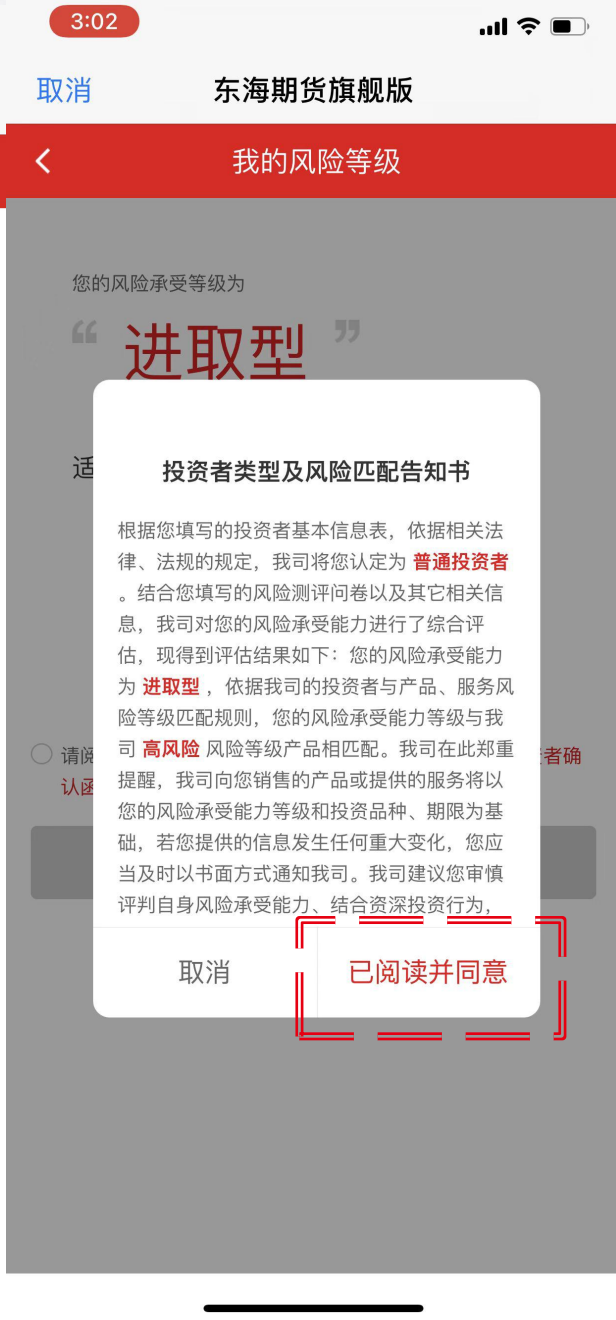 3:02
取消
东海期货旗舰版
我的风险等级
您的风险承受等级为
“ 进取型 ”
适
投资者类型及风险匹配告知书
根据您填写的投资者基本信息表，依据相关法
律、法规的规定，我司将您认定为 普通投资者
。结合您填写的风险测评问卷以及其它相关信
息，我司对您的风险承受能力进行了综合评
估，现得到评估结果如下：您的风险承受能力
为 进取型 ，依据我司的投资者与产品、服务风
险等级匹配规则，您的风险承受能力等级与我
司 高风险 风险等级产品相匹配。我司在此郑重
提醒，我司向您销售的产品或提供的服务将以
您的风险承受能力等级和投资品种、期限为基
础，若您提供的信息发生任何重大变化，您应
当及时以书面方式通知我司。我司建议您审慎
评判自身风险承受能力、结合资深投资行为，
请阅
者确
认函
取消
已阅读并同意